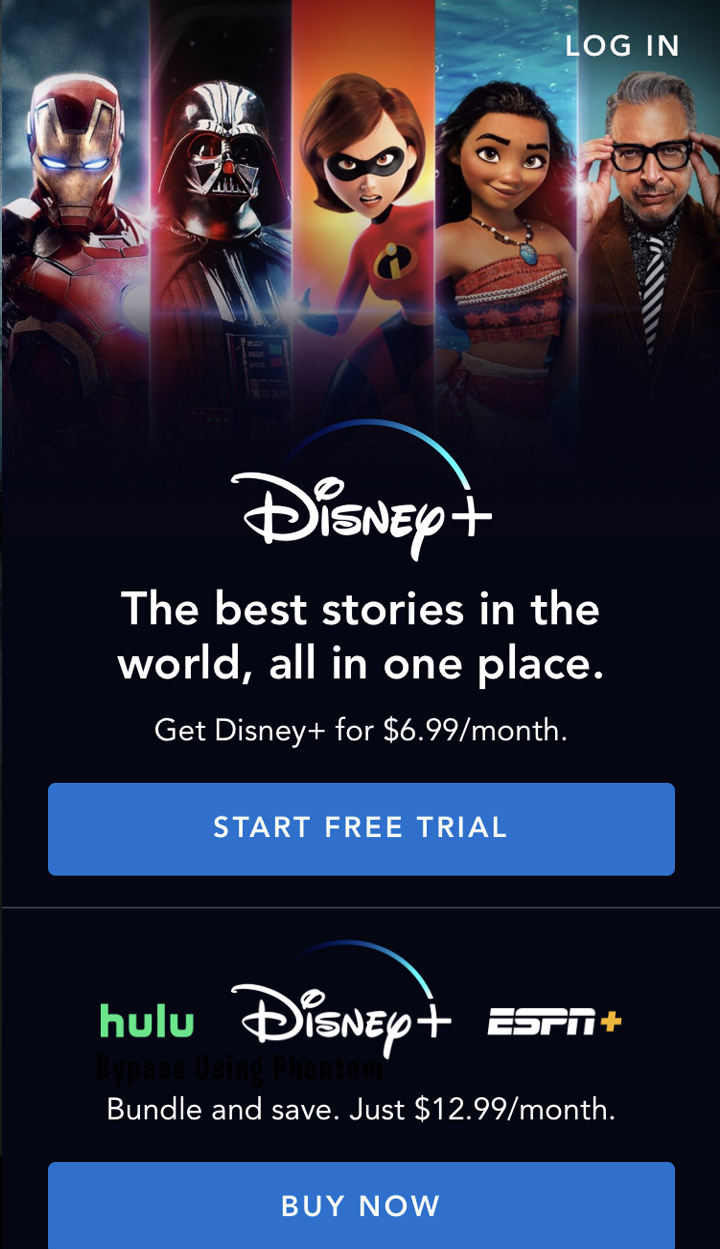 LOG IN
Disney+
The best stories in the
world, all in one place.
Get Disney+ for $6.99/month.
START FREE TRIAL
hulu Disney+ ESPN+
Bypass Using Phantom
Bundle and save. Just $12.99/month.
BUY NOW